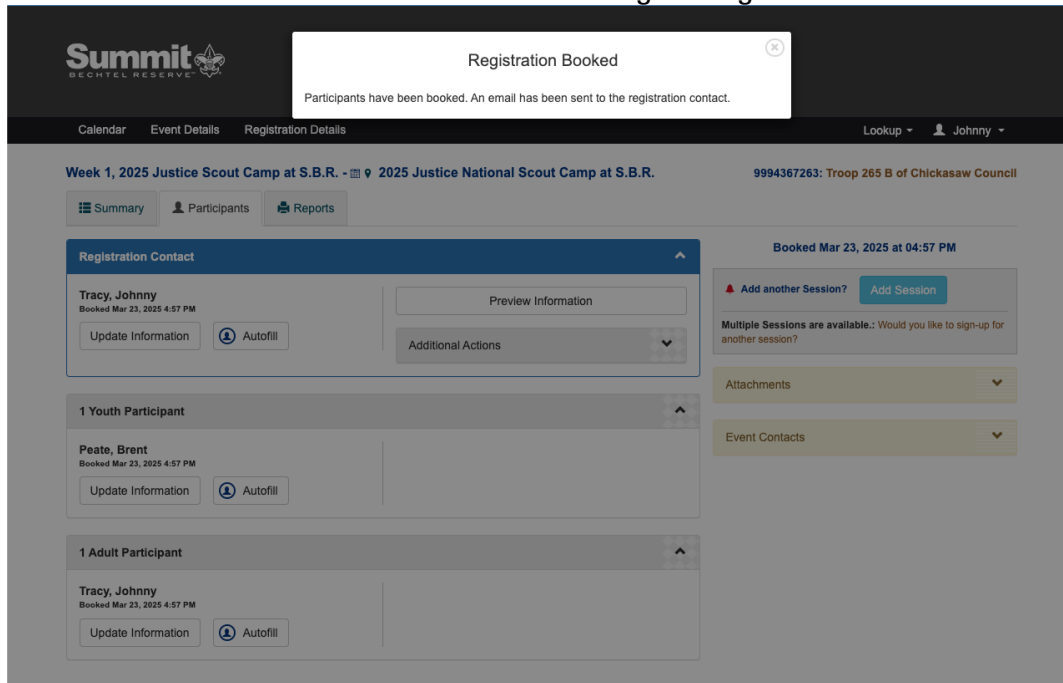 Summit
BECHTEL RESERVE
Registration Booked
Participants have been booked. An email has been sent to the registration contact.
Calendar Event Details Registration Details Lookup Johnny
Week 1, 2025 Justice Scout Camp at S.B.R. - 2025 Justice National Scout Camp at S.B.R.
9994367263: Troop 265 B of Chickasaw Council
Summary Participants Reports
Registration Contact
Tracy, Johnny
Booked Mar 23, 2025 4:57 PM
Update Information Autofill
Preview Information
Additional Actions
1 Youth Participant
Peate, Brent
Booked Mar 23, 2025 4:57 PM
Update Information Autofill
1 Adult Participant
Tracy, Johnny
Booked Mar 23, 2025 4:57 PM
Update Information Autofill
Booked Mar 23, 2025 at 04:57 PM
Add another Session? Add Session
Multiple Sessions are available.: Would you like to sign-up for
another session?
Attachments
Event Contacts